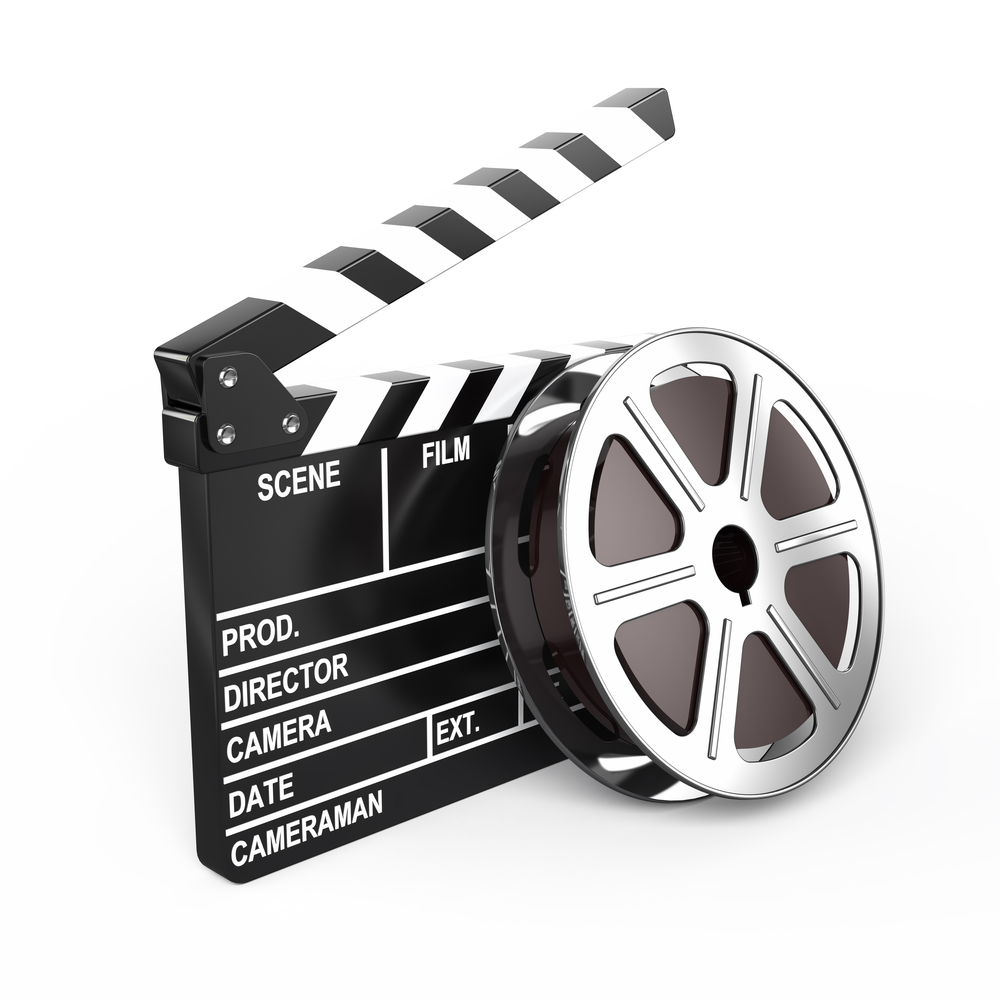 SCENE FILM
PROD.
DIRECTOR
CAMERA
EXT.
DATE
CAMERAMAN